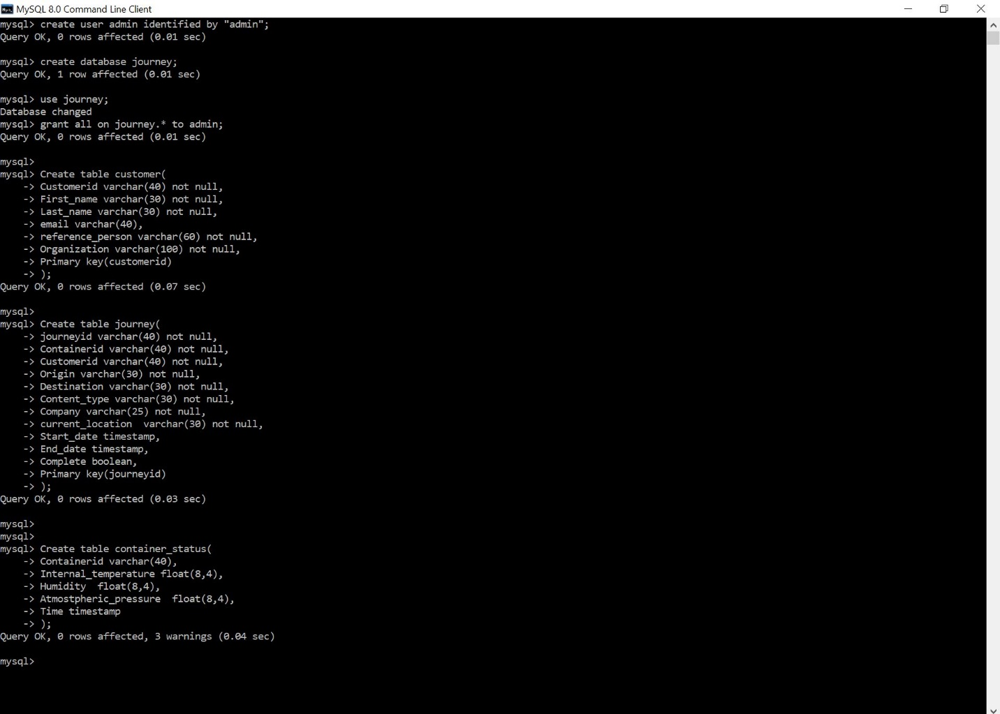 MySQL 8.0 Command Line Client
mysql> create user admin identified by "admin";
Query OK, 0 rows affected (0.01 sec)
mysql> create database journey;
Query OK, 1 row affected (0.01 sec)
mysql> use journey;
Database changed
mysql> grant all on journey.* to admin;
Query OK, 0 rows affected (0.01 sec)
mysql>
mysql> Create table customer(
-> Customerid varchar(40) not null,
-> First_name varchar(30) not null,
-> Last_name varchar(30) not null,
-> email varchar(40),
-> reference_person varchar(60) not null,
-> Organization varchar(100) not null,
-> Primary key(customerid)
-> );
Query OK, 0 rows affected (0.07 sec)
mysql>
mysql> Create table journey(
-> journeyid varchar(40) not null,
-> Containerid varchar(40) not null,
-> Customerid varchar(40) not null,
-> Origin varchar(30) not null,
-> Destination varchar(30) not null,
-> Content_type varchar(30) not null,
-> Company varchar(25) not null,
-> current_location  varchar(30) not null,
-> Start_date timestamp,
-> End_date timestamp,
-> Complete boolean,
-> Primary key(journeyid)
-> );
Query OK, 0 rows affected (0.03 sec)
mysql>
mysql>
mysql> Create table container_status(
-> Containerid varchar(40),
-> Internal_temperature float(8,4),
-> Humidity  float(8,4),
-> Atmostpheric_pressure  float(8,4),
-> Time timestamp
-> );
Query OK, 0 rows affected, 3 warnings (0.04 sec)
mysql>